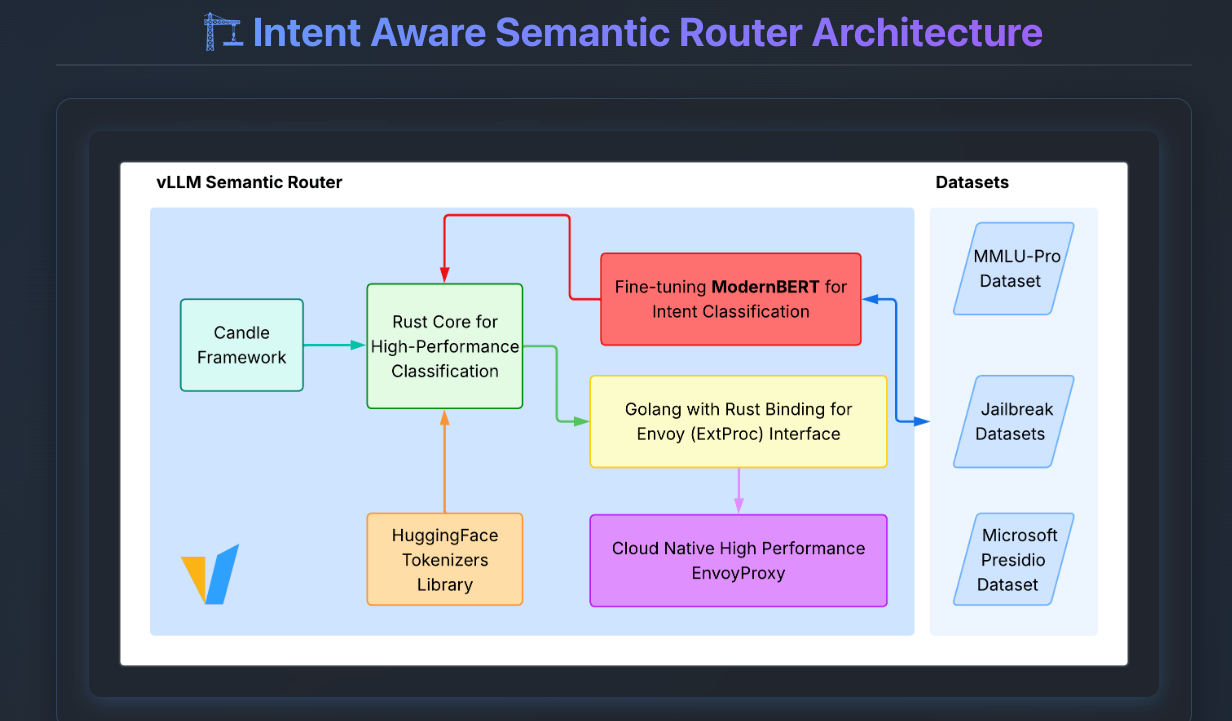 Intent Aware Semantic Router Architecture
vLLM Semantic Router
Datasets
Candle
Framework
Rust Core for
High-Performance
Classification
HuggingFace
Tokenizers
Library
Fine-tuning ModernBERT for
Intent Classification
Golang with Rust Binding for
Envoy (ExtProc) Interface
Cloud Native High Performance
EnvoyProxy
MMLU-Pro
Dataset
Jailbreak
Datasets
Microsoft
Presidio
Dataset